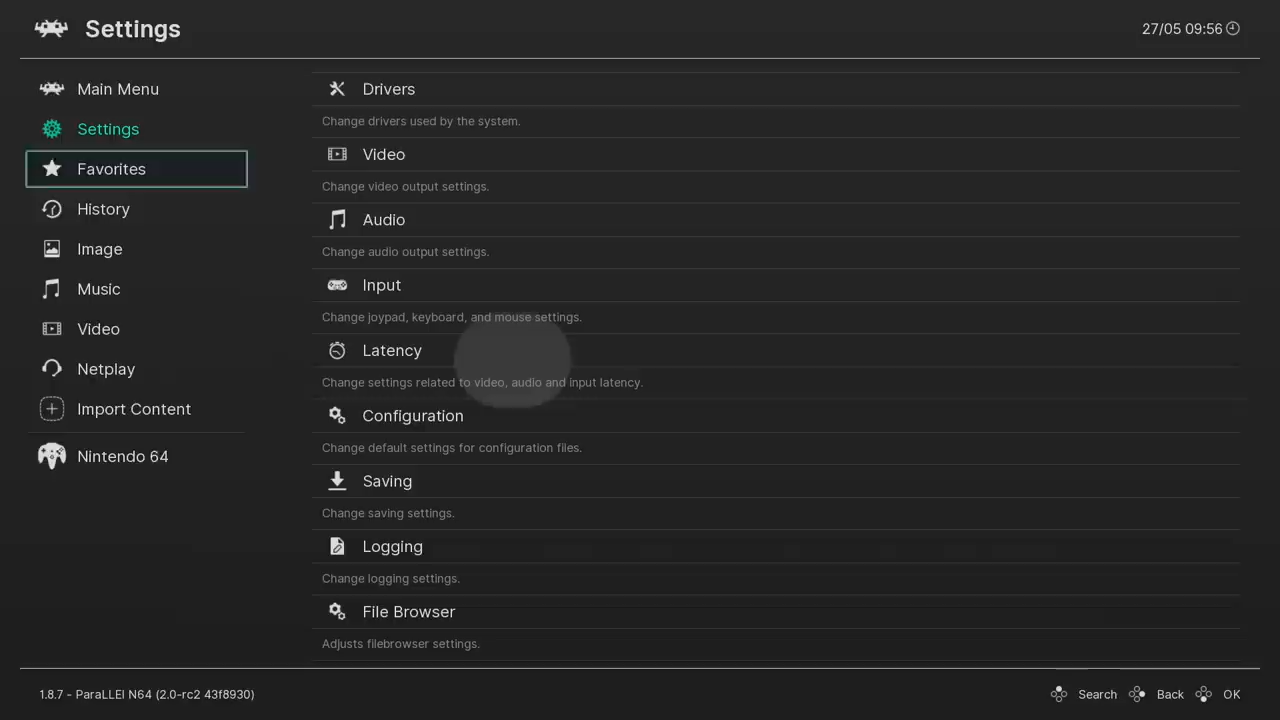 Settings
27/05 09:56
Main Menu
Settings
Favorites
History
Image
Music
Video
Netplay
Import Content
Nintendo 64
Drivers
Change drivers used by the system.
Video
Change video output settings.
Audio
Change audio output settings.
Input
Change joypad, keyboard, and mouse settings.
Latency
Change settings related to video, audio and input latency.
Configuration
Change default settings for configuration files.
Saving
Change saving settings.
Logging
Change logging settings.
File Browser
Adjusts filebrowser settings.
1.8.7 - ParaLLEl N64 (2.0-rc2 43f8930)
Search Back OK